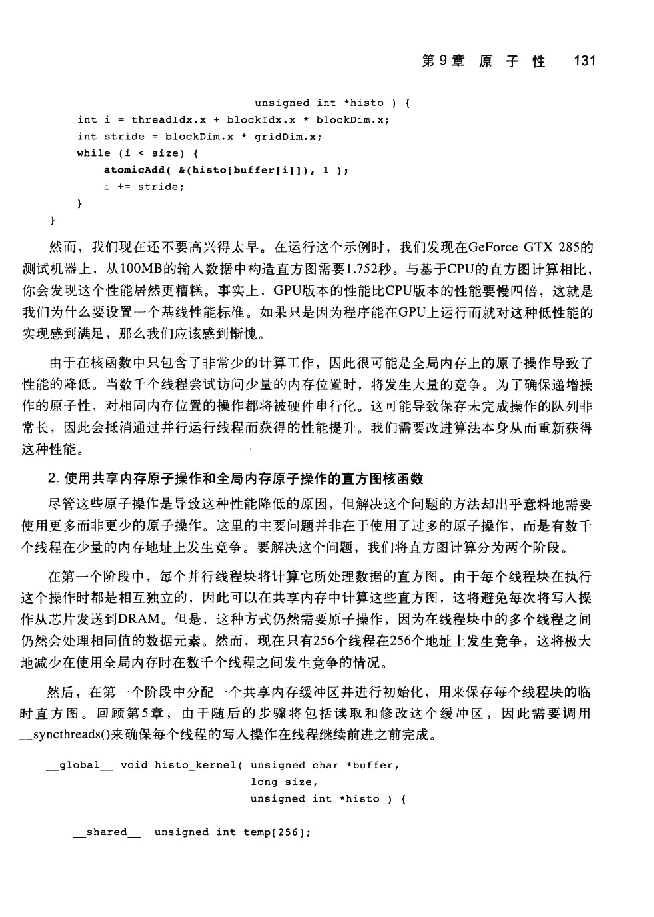 第9章 原 子 性 131
unsigned int *histo ) {
int i = threadIdx.x + blockIdx.x * blockDim.x;
int stride = blockDim.x * gridDim.x;
while (i < size) {
atomicAdd( &(histo[buffer[i]]), 1 );
i += stride;
}
}
然而，我们现在还不要高兴得太早。在运行这个示例时，我们发现在GeForce GTX 285的
测试机器上，从100MB的输入数据中构造直方图需要1.752秒。与基于CPU的直方图计算相比，
你会发现这个性能居然更糟糕。事实上，GPU版本的性能比CPU版本的性能要慢四倍，这就是
我们为什么要设置一个基线性能标准。如果只是因为程序能在GPU上运行而就对这种低性能的
实现感到满足，那么我们应该感到惭愧。
由于在核函数中只包含了非常少的计算工作，因此很可能是全局内存上的原子操作导致了
性能的降低。当数千个线程尝试访问少量的内存位置时，将发生大量的竞争。为了确保递增操
作的原子性，对相同内存位置的操作都将被硬件串行化。这可能导致保存未完成操作的队列非
常长，因此会抵消通过并行运行线程而获得的性能提升。我们需要改进算法本身从而重新获得
这种性能。
2. 使用共享内存原子操作和全局内存原子操作的直方图核函数
尽管这些原子操作是导致这种性能降低的原因，但解决这个问题的方法却出乎意料地需要
使用更多而非更少的原子操作。这里的主要问题并非在于使用了过多的原子操作，而是有数千
个线程在少量的内存地址上发生竞争。要解决这个问题，我们将直方图计算分为两个阶段。
在第一个阶段中，每个并行线程块将计算它所处理数据的直方图。由于每个线程块在执行
这个操作时都是相互独立的，因此可以在共享内存中计算这些直方图，这将避免每次将写入操
作从芯片发送到DRAM。但是，这种方式仍然需要原子操作，因为在线程块中的多个线程之间
仍然会处理相同值的数据元素。然而，现在只有256个线程在256个地址上发生竞争，这将极大
地减少在使用全局内存时在数千个线程之间发生竞争的情况。
然后，在第一个阶段中分配一个共享内存缓冲区并进行初始化，用来保存每个线程块的临
时直方图。回顾第5章，由于随后的步骤将包括读取和修改这个缓冲区，因此需要调用
__syncthreads()来确保每个线程的写入操作在线程继续前进之前完成。
__global__ void histo_kernel( unsigned char *buffer,
long size,
unsigned int *histo ) {
__shared__ unsigned int temp[256];